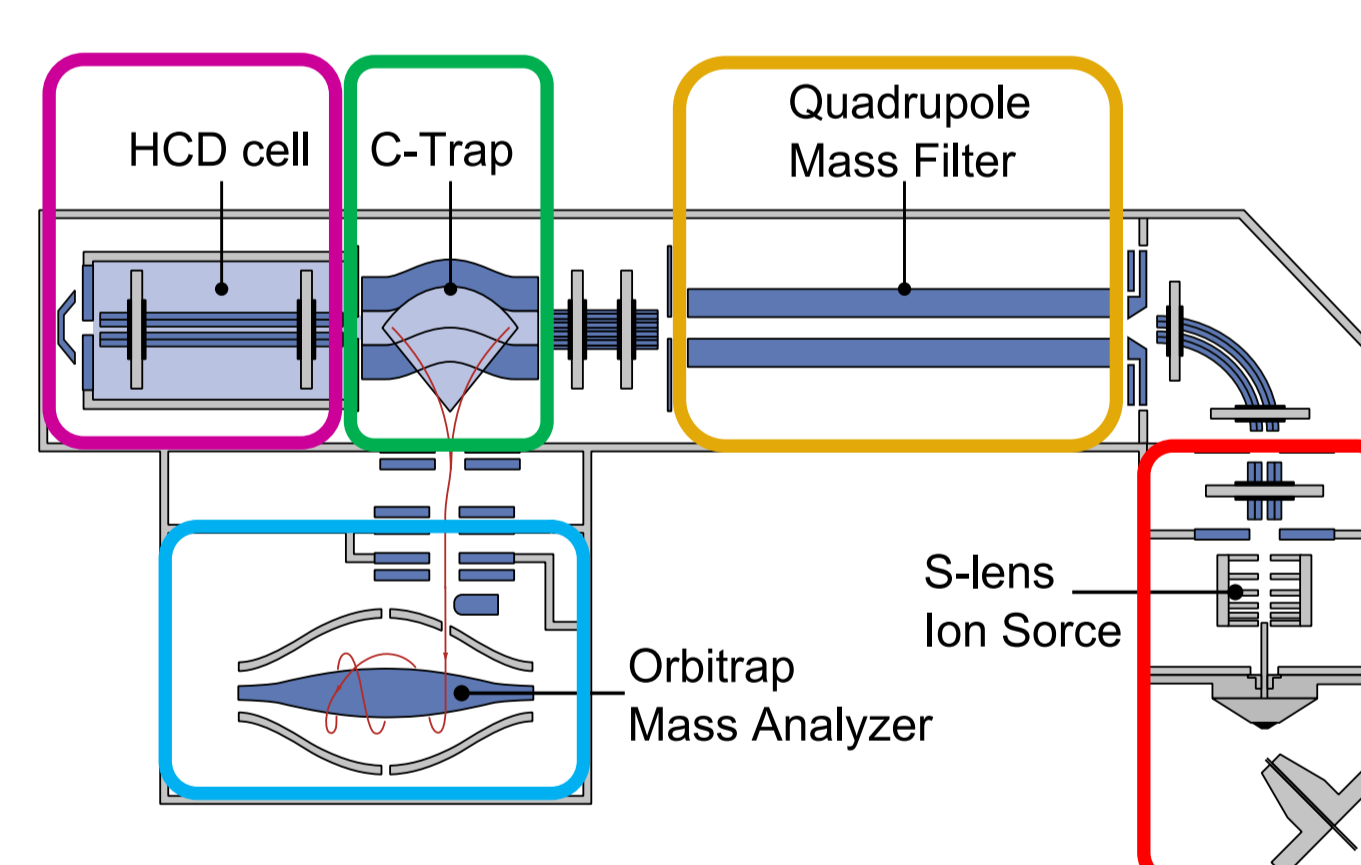 HCD cell
C-Trap
Quadrupole
Mass Filter
S-lens
Ion Sorce
Orbitrap
Mass Analyzer